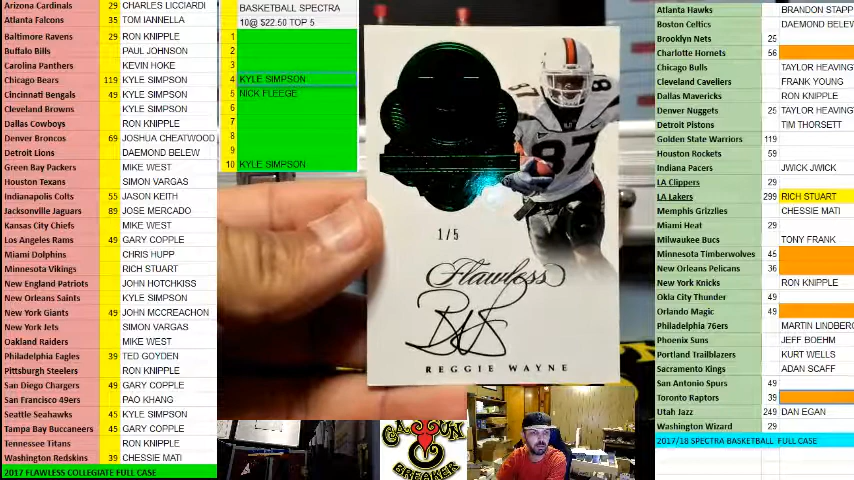 Arizona Cardinals 29 CHARLES LICCIARDI
Atlanta Falcons 35 TOM IANNELLA
Baltimore Ravens 29 RON KNIPPLE
Buffalo Bills PAUL JOHNSON
Carolina Panthers KEVIN HOKE
Chicago Bears 119 KYLE SIMPSON
Cincinnati Bengals 49 KYLE SIMPSON
Cleveland Browns KYLE SIMPSON
Dallas Cowboys RON KNIPPLE
Denver Broncos 69 JOSHUA CHEATWOOD
Detroit Lions DAEMOND BELEW
Green Bay Packers MIKE WEST
Houston Texans SIMON VARGAS
Indianapolis Colts 55 JASON KEITH
Jacksonville Jaguars 89 JOSE MERCADO
Kansas City Chiefs MIKE WEST
Los Angeles Rams 49 GARY COPPLE
Miami Dolphins CHRIS HUPP
Minnesota Vikings RICH STUART
New England Patriots JOHN HOTCHKISS
New Orleans Saints KYLE SIMPSON
New York Giants 49 JOHN MCCREACHON
New York Jets SIMON VARGAS
Oakland Raiders MIKE WEST
Philadelphia Eagles 39 TED GOYDEN
Pittsburgh Steelers RON KNIPPLE
San Diego Chargers 49 GARY COPPLE
San Francisco 49ers PAO KHANG
Seattle Seahawks 45 KYLE SIMPSON
Tampa Bay Buccaneers 45 GARY COPPLE
Tennessee Titans RON KNIPPLE
Washington Redskins 39 CHESSIE MATI
2017 FLAWLESS COLLEGIATE FULL CASE
BASKETBALL SPECTRA
10@ $22.50 TOP 5
1
2
3
4 KYLE SIMPSON
5 NICK FLEEGE
6
7
8
9
10 KYLE SIMPSON
87
1/5
Flawless
REGGIE WAYNE
CAJUN
BREAKER
Atlanta Hawks BRANDON STAPP
Boston Celtics DAEMOND BELEW
Brooklyn Nets 25
Charlotte Hornets 56
Chicago Bulls TAYLOR HEAVING
Cleveland Caveliers FRANK YOUNG
Dallas Mavericks RON KNIPPLE
Denver Nuggets 25 TAYLOR HEAVING
Detroit Pistons TIM THORSETT
Golden State Warriors 119
Houston Rockets 59
Indiana Pacers JWICK JWICK
LA Clippers 29
LA Lakers 299 RICH STUART
Memphis Grizzlies CHESSIE MATI
Miami Heat 29
Milwaukee Bucs TONY FRANK
Minnesota Timberwolves 45
New Orleans Pelicans 36
New York Knicks RON KNIPPLE
Okla City Thunder 49
Orlando Magic 49
Philadelphia 76ers MARTIN LINDBERG
Phoenix Suns JEFF BOEHM
Portland Trailblazers KURT WELLS
Sacramento Kings ADAN SCAFF
San Antonio Spurs 49
Toronto Raptors 39
Utah Jazz 249 DAN EGAN
Washington Wizard 29
2017/18 SPECTRA BASKETBALL FULL CASE